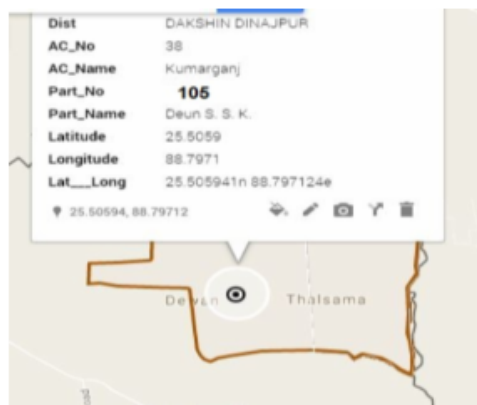 Dist DAKSHIN DINAJPUR
AC_No 38
AC_Name Kumarganj
Part_No 105
Part_Name Deun S. S. K.
Latitude 25.5059
Longitude 88.7971
Lat___Long 25.505941n 88.797124e
25.50594, 88.79712
Thalsama